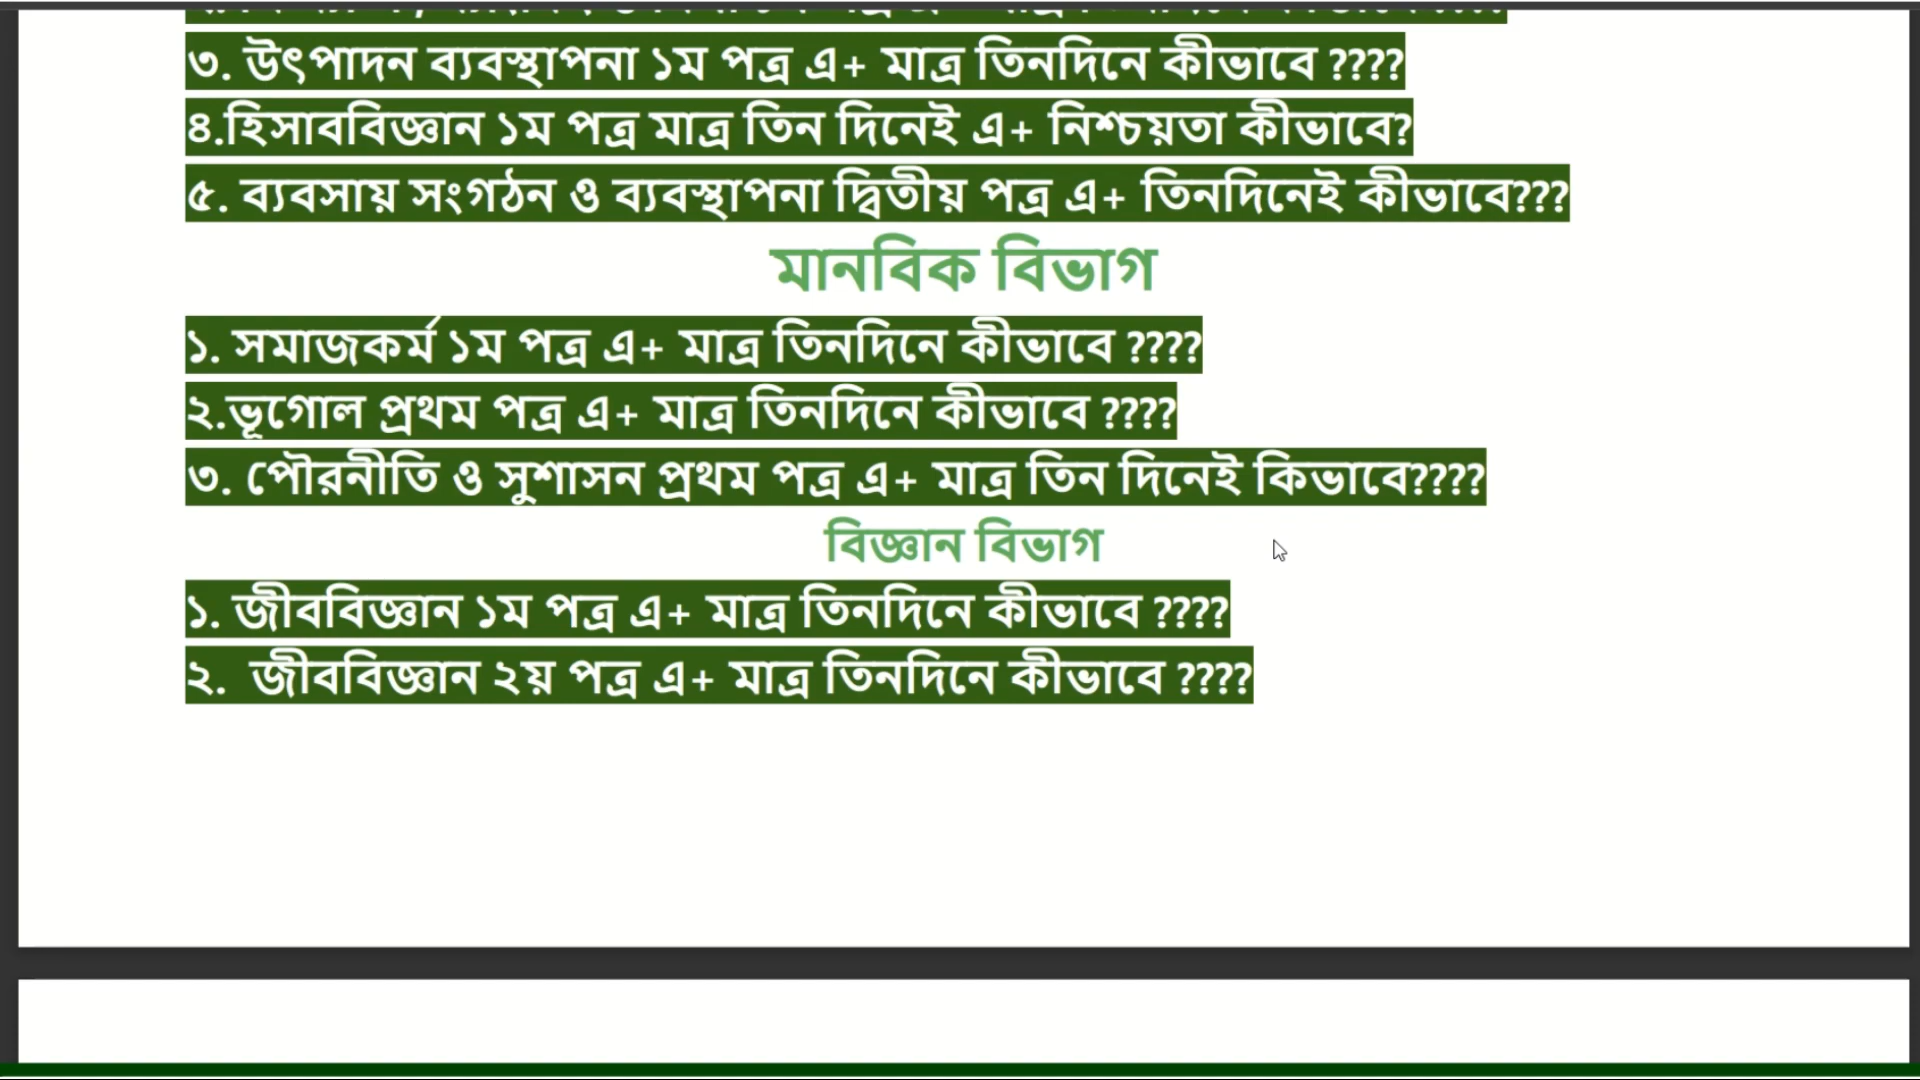 ৩. উৎপাদন ব্যবস্থাপনা ১ম পত্র এ+ মাত্র তিনদিনে কীভাবে ????
৪.হিসাববিজ্ঞান ১ম পত্র মাত্র তিন দিনেই এ+ নিশ্চয়তা কীভাবে?
৫. ব্যবসায় সংগঠন ও ব্যবস্থাপনা দ্বিতীয় পত্র এ+ তিনদিনেই কীভাবে???
মানবিক বিভাগ
১. সমাজকর্ম ১ম পত্র এ+ মাত্র তিনদিনে কীভাবে ????
২.ভূগোল প্রথম পত্র এ+ মাত্র তিনদিনে কীভাবে ????
৩. পৌরনীতি ও সুশাসন প্রথম পত্র এ+ মাত্র তিন দিনেই কিভাবে????
বিজ্ঞান বিভাগ
১. জীববিজ্ঞান ১ম পত্র এ+ মাত্র তিনদিনে কীভাবে ????
২. জীববিজ্ঞান ২য় পত্র এ+ মাত্র তিনদিনে কীভাবে ????